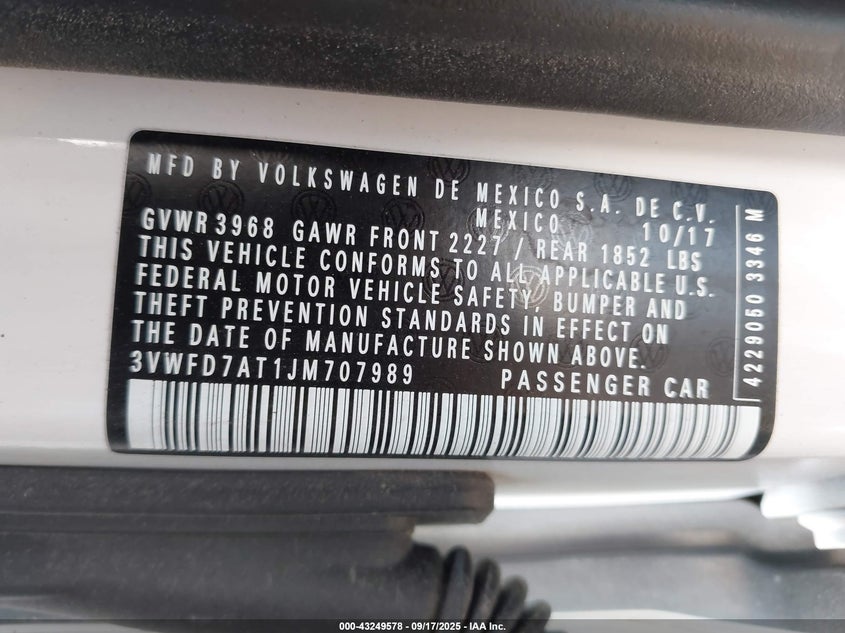 MFD BY VOLKSWAGEN DE MEXICO S.A. DE C.V.
MEXICO 10/17
GVWR 3968 GAWR FRONT 2227 / REAR 1852 LBS
THIS VEHICLE CONFORMS TO ALL APPLICABLE U.S.
FEDERAL MOTOR VEHICLE SAFETY, BUMPER AND
THEFT PREVENTION STANDARDS IN EFFECT ON
THE DATE OF MANUFACTURE SHOWN ABOVE.
3VWFD7AT1JM707989 PASSENGER CAR
4229050 3346 M
000-43249578 - 09/17/2025 - IAA Inc.